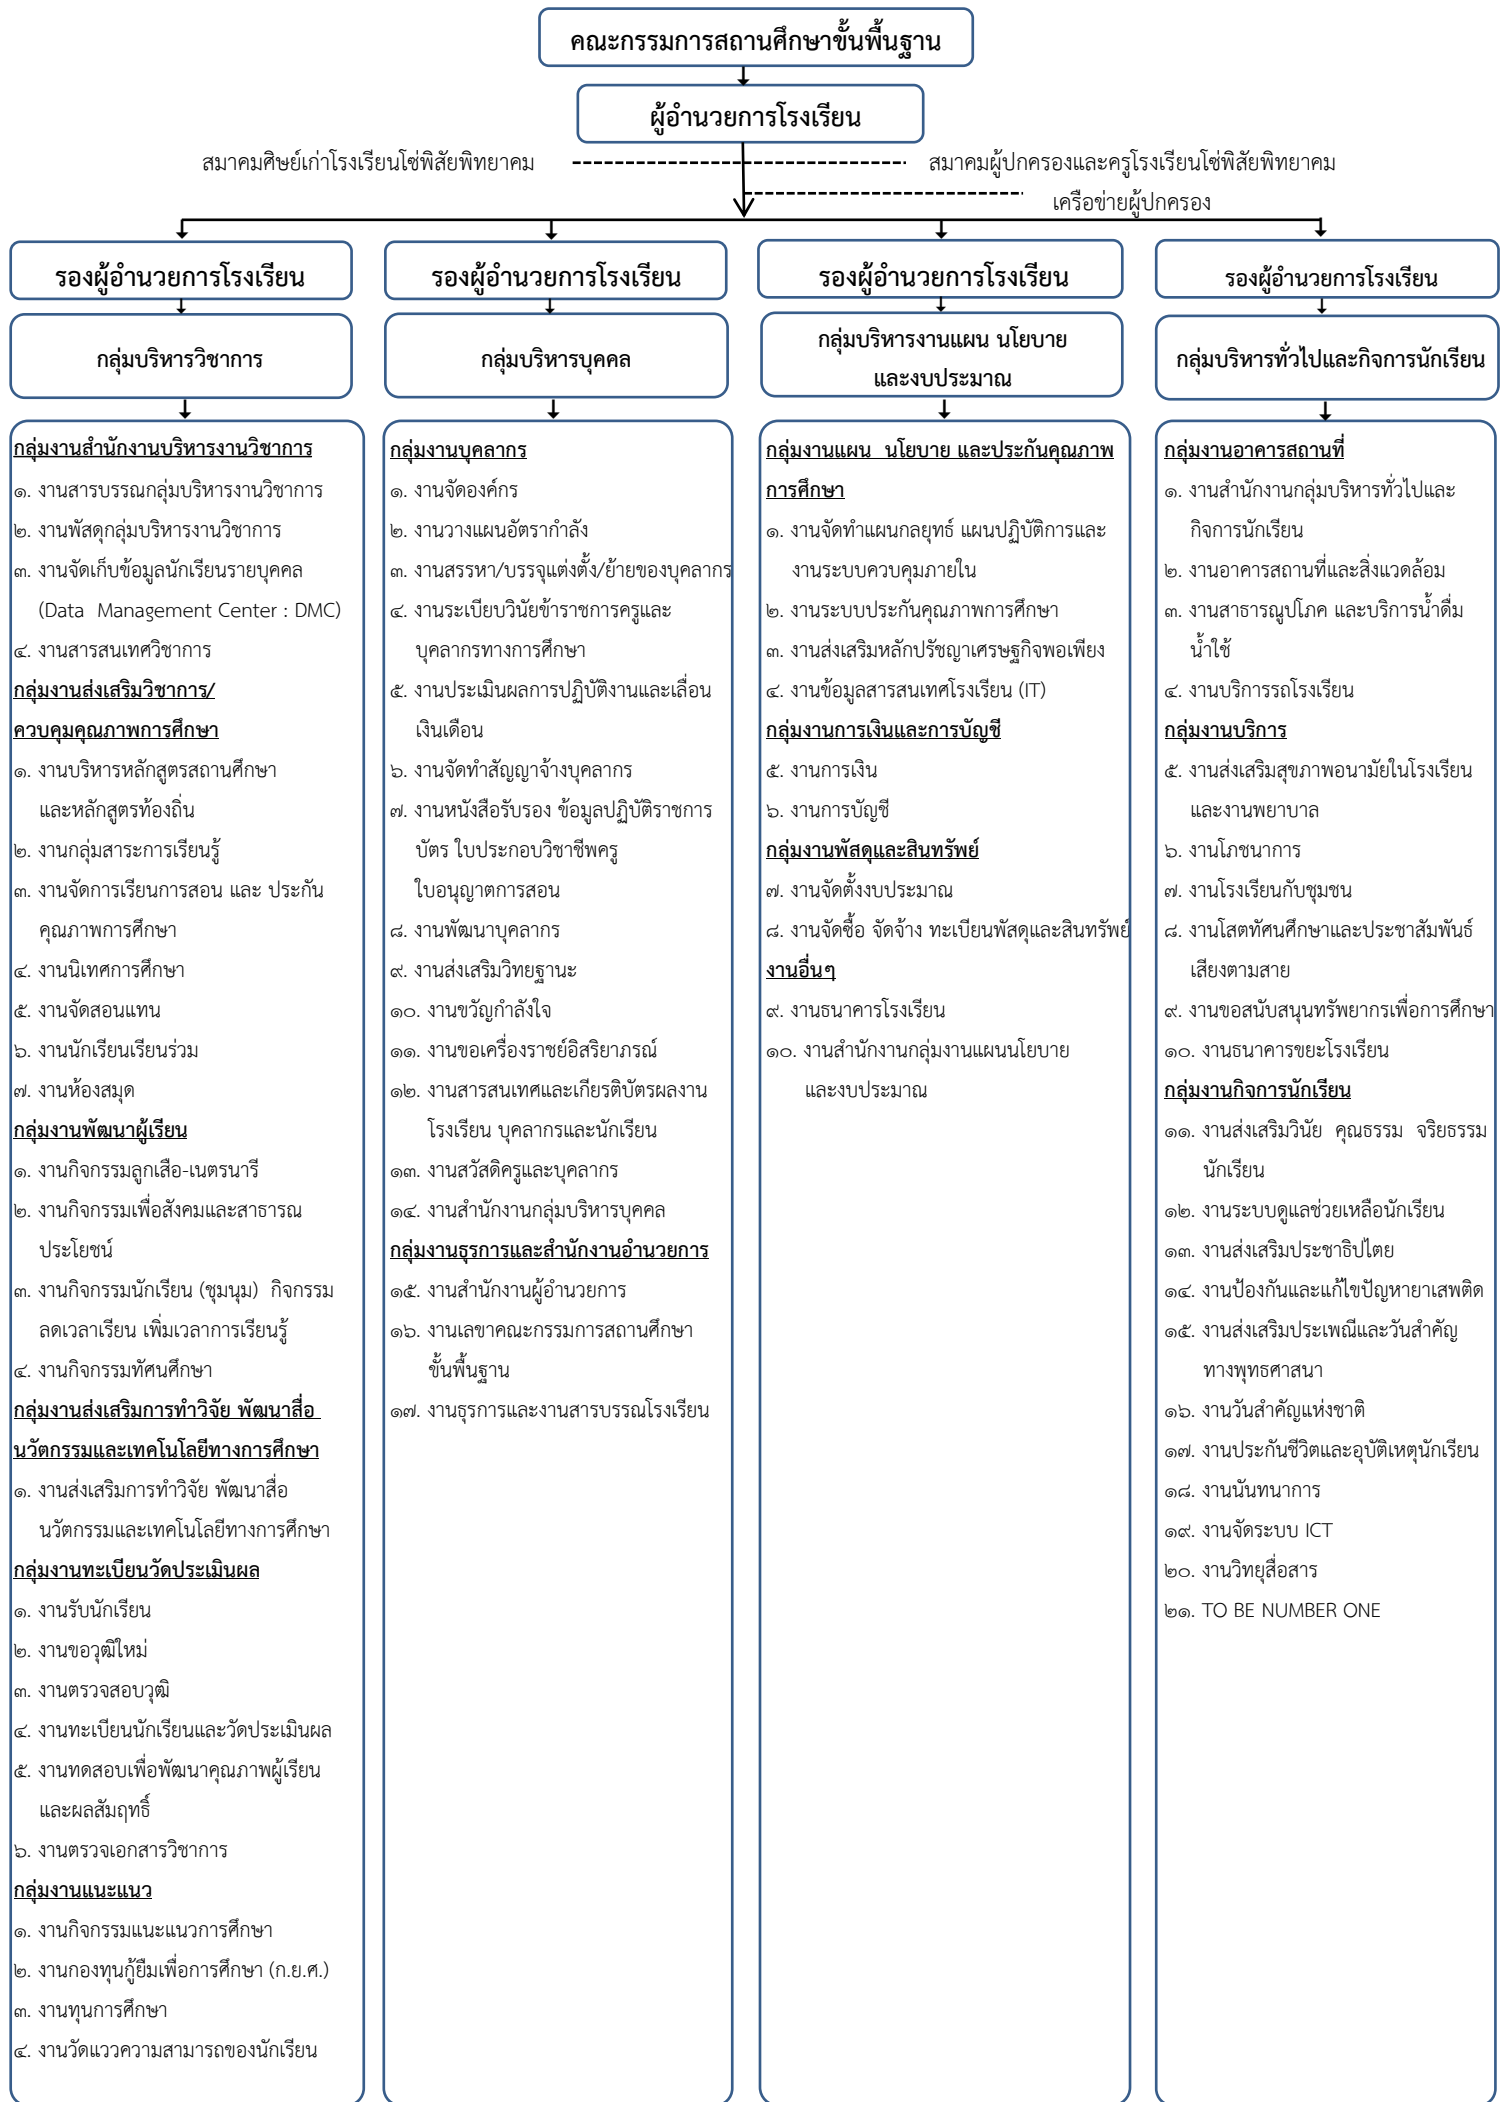 คณะกรรมการสถานศึกษาขั้นพื้นฐาน
ผู้อำนวยการโรงเรียน
สมาคมศิษย์เก่าโรงเรียนโซ่พิสัยพิทยาคม
สมาคมผู้ปกครองและครูโรงเรียนโซ่พิสัยพิทยาคม
เครือข่ายผู้ปกครอง
รองผู้อำนวยการโรงเรียน
กลุ่มบริหารวิชาการ
กลุ่มงานสำนักงานบริหารงานวิชาการ
๑. งานสารบรรณกลุ่มบริหารงานวิชาการ
๒. งานพัสดุกลุ่มบริหารงานวิชาการ
๓. งานจัดเก็บข้อมูลนักเรียนรายบุคคล
(Data Management Center : DMC)
๔. งานสารสนเทศวิชาการ
กลุ่มงานส่งเสริมวิชาการ/
ควบคุมคุณภาพการศึกษา
๑. งานบริหารหลักสูตรสถานศึกษา
และหลักสูตรท้องถิ่น
๒. งานกลุ่มสาระการเรียนรู้
๓. งานจัดการเรียนการสอน และ ประกัน
คุณภาพการศึกษา
๔. งานนิเทศการศึกษา
๕. งานจัดสอนแทน
๖. งานนักเรียนเรียนร่วม
๗. งานห้องสมุด
กลุ่มงานพัฒนาผู้เรียน
๑. งานกิจกรรมลูกเสือ-เนตรนารี
๒. งานกิจกรรมเพื่อสังคมและสาธารณ
ประโยชน์
๓. งานกิจกรรมนักเรียน (ชุมนุม) กิจกรรม
ลดเวลาเรียน เพิ่มเวลาการเรียนรู้
๔. งานกิจกรรมทัศนศึกษา
กลุ่มงานส่งเสริมการทำวิจัย พัฒนาสื่อ
นวัตกรรมและเทคโนโลยีทางการศึกษา
๑. งานส่งเสริมการทำวิจัย พัฒนาสื่อ
นวัตกรรมและเทคโนโลยีทางการศึกษา
กลุ่มงานทะเบียนวัดประเมินผล
๑. งานรับนักเรียน
๒. งานขอวุฒิใหม่
๓. งานตรวจสอบวุฒิ
๔. งานทะเบียนนักเรียนและวัดประเมินผล
๕. งานทดสอบเพื่อพัฒนาคุณภาพผู้เรียน
และผลสัมฤทธิ์
๖. งานตรวจเอกสารวิชาการ
กลุ่มงานแนะแนว
๑. งานกิจกรรมแนะแนวการศึกษา
๒. งานกองทุนกู้ยืมเพื่อการศึกษา (ก.ย.ศ.)
๓. งานทุนการศึกษา
๔. งานวัดแววความสามารถของนักเรียน
รองผู้อำนวยการโรงเรียน
กลุ่มบริหารบุคคล
กลุ่มงานบุคลากร
๑. งานจัดองค์กร
๒. งานวางแผนอัตรากำลัง
๓. งานสรรหา/บรรจุแต่งตั้ง/ย้ายของบุคลากร
๔. งานระเบียบวินัยข้าราชการครูและ
บุคลากรทางการศึกษา
๕. งานประเมินผลการปฏิบัติงานและเลื่อน
เงินเดือน
๖. งานจัดทำสัญญาจ้างบุคลากร
๗. งานหนังสือรับรอง ข้อมูลปฏิบัติราชการ
บัตร ใบประกอบวิชาชีพครู
ใบอนุญาตการสอน
๘. งานพัฒนาบุคลากร
๙. งานส่งเสริมวิทยฐานะ
๑๐. งานขวัญกำลังใจ
๑๑. งานขอเครื่องราชย์อิสริยาภรณ์
๑๒. งานสารสนเทศและเกียรติบัตรผลงาน
โรงเรียน บุคลากรและนักเรียน
๑๓. งานสวัสดิครูและบุคลากร
๑๔. งานสำนักงานกลุ่มบริหารบุคคล
กลุ่มงานธุรการและสำนักงานอำนวยการ
๑๕. งานสำนักงานผู้อำนวยการ
๑๖. งานเลขาคณะกรรมการสถานศึกษา
ขั้นพื้นฐาน
๑๗. งานธุรการและงานสารบรรณโรงเรียน
รองผู้อำนวยการโรงเรียน
กลุ่มบริหารงานแผน นโยบาย
และงบประมาณ
กลุ่มงานแผน นโยบาย และประกันคุณภาพ
การศึกษา
๑. งานจัดทำแผนกลยุทธ์ แผนปฏิบัติการและ
งานระบบควบคุมภายใน
๒. งานระบบประกันคุณภาพการศึกษา
๓. งานส่งเสริมหลักปรัชญาเศรษฐกิจพอเพียง
๔. งานข้อมูลสารสนเทศโรงเรียน (IT)
กลุ่มงานการเงินและการบัญชี
๕. งานการเงิน
๖. งานการบัญชี
กลุ่มงานพัสดุและสินทรัพย์
๗. งานจัดตั้งงบประมาณ
๘. งานจัดซื้อ จัดจ้าง ทะเบียนพัสดุและสินทรัพย์
งานอื่นๆ
๙. งานธนาคารโรงเรียน
๑๐. งานสำนักงานกลุ่มงานแผนนโยบาย
และงบประมาณ
รองผู้อำนวยการโรงเรียน
กลุ่มบริหารทั่วไปและกิจการนักเรียน
กลุ่มงานอาคารสถานที่
๑. งานสำนักงานกลุ่มบริหารทั่วไปและ
กิจการนักเรียน
๒. งานอาคารสถานที่และสิ่งแวดล้อม
๓. งานสาธารณูปโภค และบริการน้ำดื่ม
น้ำใช้
๔. งานบริการรถโรงเรียน
กลุ่มงานบริการ
๕. งานส่งเสริมสุขภาพอนามัยในโรงเรียน
และงานพยาบาล
๖. งานโภชนาการ
๗. งานโรงเรียนกับชุมชน
๘. งานโสตทัศนศึกษาและประชาสัมพันธ์
เสียงตามสาย
๙. งานขอสนับสนุนทรัพยากรเพื่อการศึกษา
๑๐. งานธนาคารขยะโรงเรียน
กลุ่มงานกิจการนักเรียน
๑๑. งานส่งเสริมวินัย คุณธรรม จริยธรรม
นักเรียน
๑๒. งานระบบดูแลช่วยเหลือนักเรียน
๑๓. งานส่งเสริมประชาธิปไตย
๑๔. งานป้องกันและแก้ไขปัญหายาเสพติด
๑๕. งานส่งเสริมประเพณีและวันสำคัญ
ทางพุทธศาสนา
๑๖. งานวันสำคัญแห่งชาติ
๑๗. งานประกันชีวิตและอุบัติเหตุนักเรียน
๑๘. งานนันทนาการ
๑๙. งานจัดระบบ ICT
๒๐. งานวิทยุสื่อสาร
๒๑. TO BE NUMBER ONE